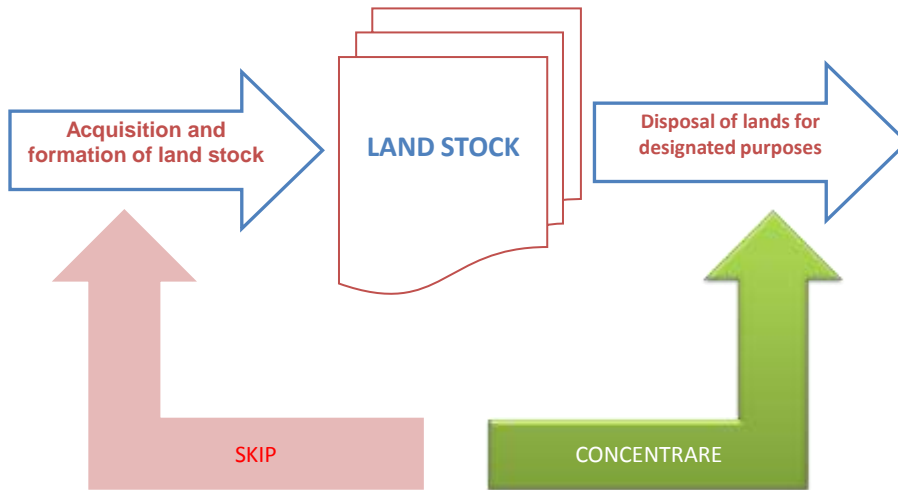 Acquisition and
formation of land stock
LAND STOCK
Disposal of lands for
designated purposes
SKIP
CONCENTRARE